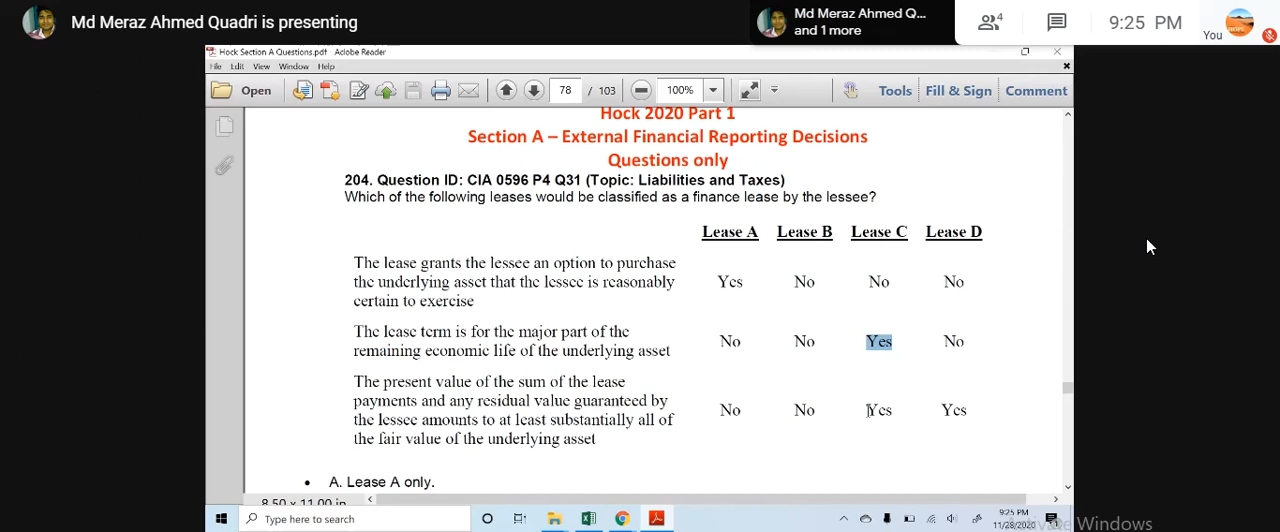 Md Meraz Ahmed Quadri is presenting
Md Meraz Ahmed Q...
and 1 more
4
9:25 PM
You
Hock Section A Questions.pdf - Adobe Reader
File Edit View Window Help
Open 78 / 103 100% Tools Fill & Sign Comment
Hock 2020 Part 1
Section A – External Financial Reporting Decisions
Questions only
204. Question ID: CIA 0596 P4 Q31 (Topic: Liabilities and Taxes)
Which of the following leases would be classified as a finance lease by the lessee?
Lease A Lease B Lease C Lease D
The lease grants the lessee an option to purchase
the underlying asset that the lessee is reasonably Yes No No No
certain to exercise
The lease term is for the major part of the
remaining economic life of the underlying asset No No Yes No
The present value of the sum of the lease
payments and any residual value guaranteed by
the lessee amounts to at least substantially all of No No Yes Yes
the fair value of the underlying asset
• A. Lease A only.
8.50 x 11.00 in
Type here to search
9:25 PM
11/28/2020
Activate Windows